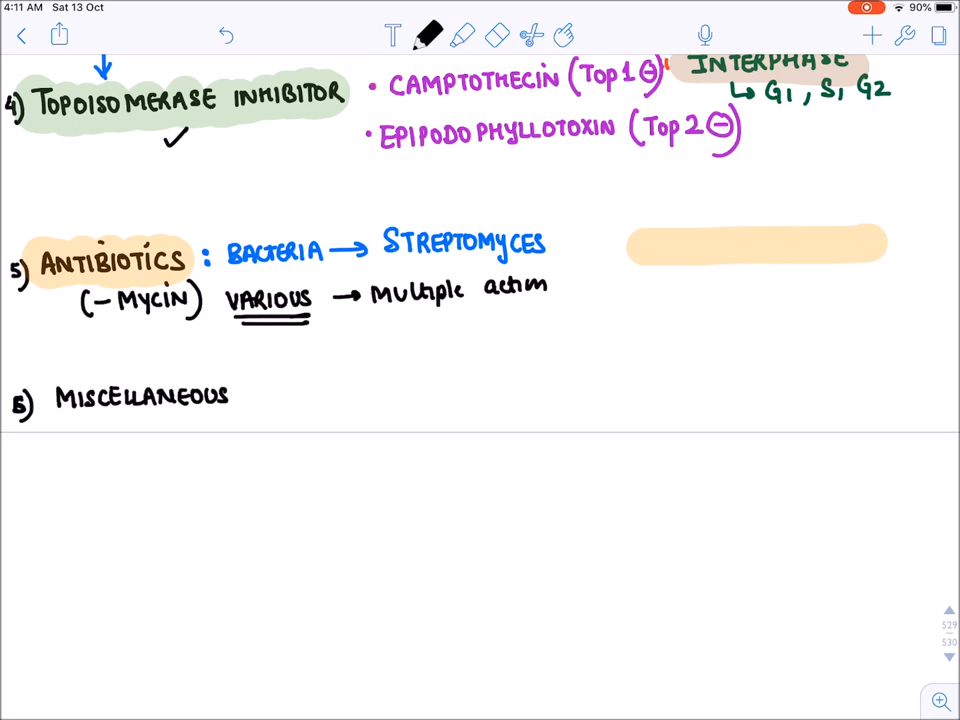 4:11 AM Sat 13 Oct
90%
T
INTERPHASE
↳ G1, S, G2
4) TOPOISOMERASE INHIBITOR
• CAMPTOTHECIN (Top 1 ⊖)
• EPIPODOPHYLLOTOXIN (Top 2 ⊖)
5) ANTIBIOTICS : BACTERIA → STREPTOMYCES
(-MYCIN) VARIOUS → Multiple action
6) MISCELLANEOUS
529
530